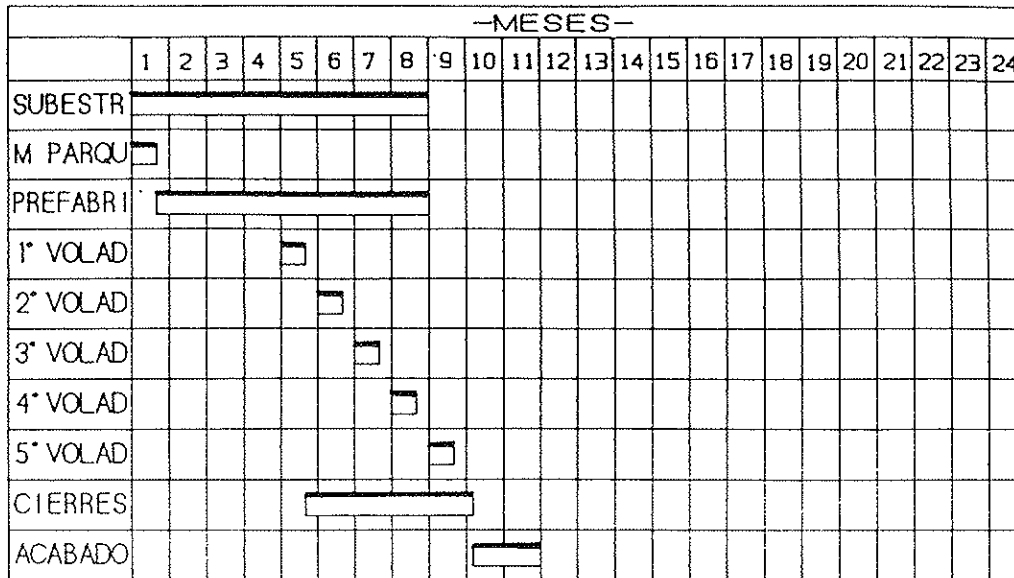 -MESES-
1 2 3 4 5 6 7 8 9 10 11 12 13 14 15 16 17 18 19 20 21 22 23 24
SUBESTR
M PARQU
PREFABRI
1° VOLAD
2° VOLAD
3° VOLAD
4° VOLAD
5° VOLAD
CIERRES
ACABADO